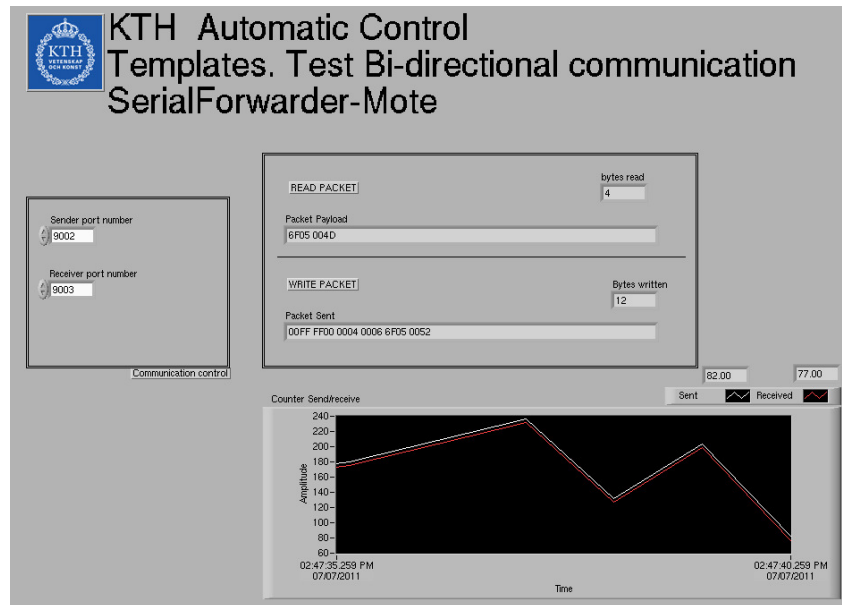 KTH Automatic Control
Templates. Test Bi-directional communication
SerialForwarder-Mote
KTH
VETENSKAP
OCH KONST
Sender port number
9002
Receiver port number
9003
Communication control
READ PACKET
bytes read
4
Packet Payload
6F05 004D
WRITE PACKET
Bytes written
12
Packet Sent
00FF FF00 0004 0006 6F05 0052
82.00
77.00
Counter Send/receive
Sent
Received
240
220
200
180
160
140
120
100
80
60
Amplitude
02:47:35.259 PM
07/07/2011
02:47:40.259 PM
07/07/2011
Time